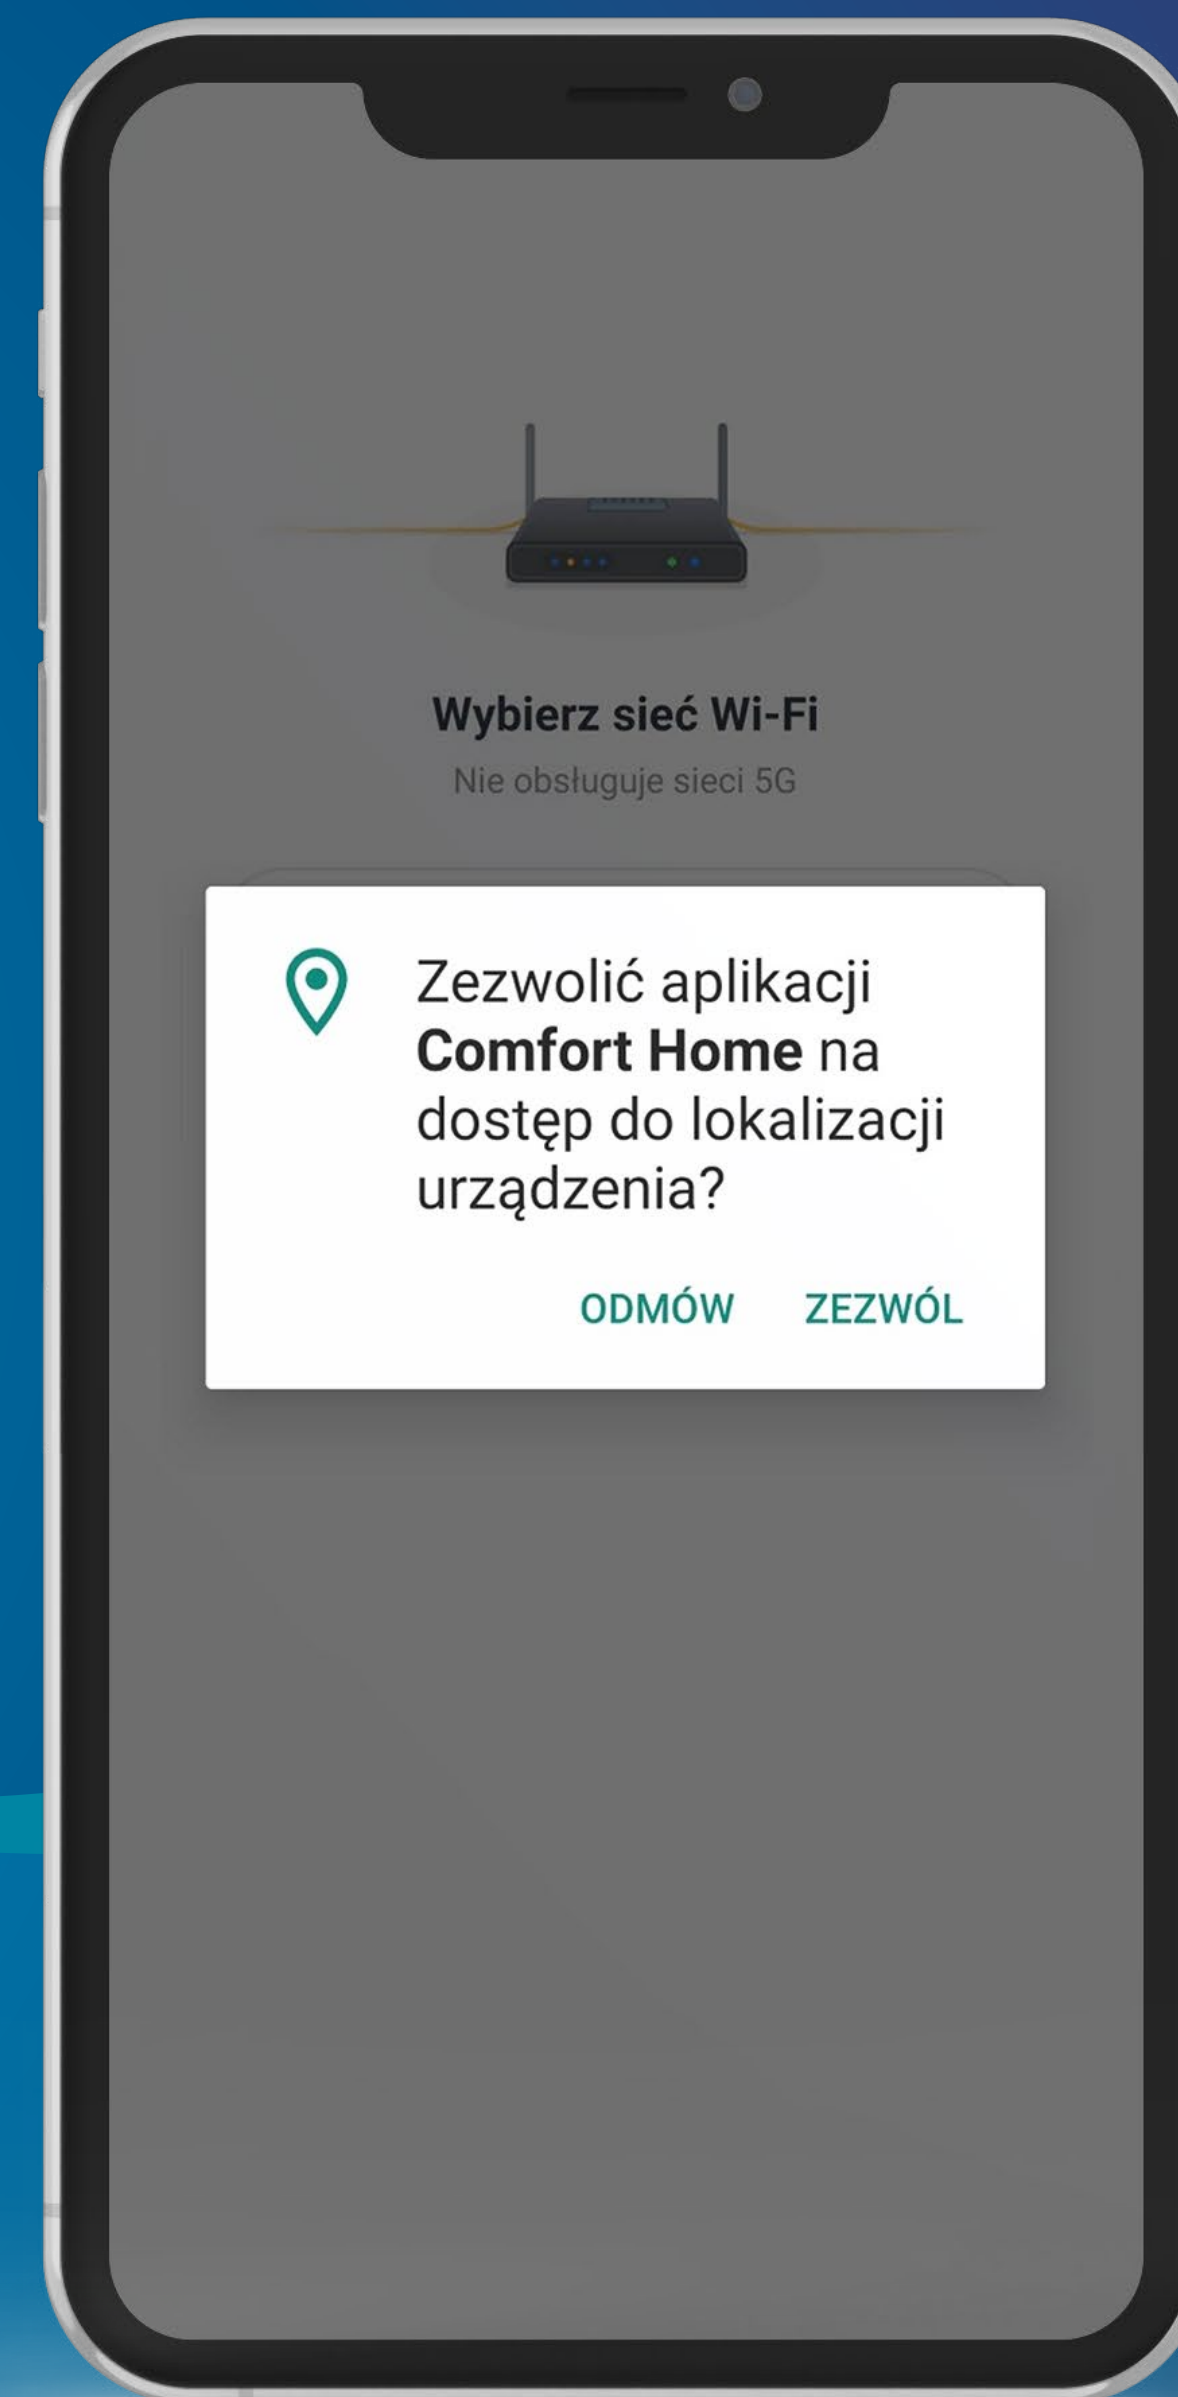 Wybierz sieć Wi-Fi
Nie obsługuje sieci 5G
Zezwolić aplikacji
Comfort Home na
dostęp do lokalizacji
urządzenia?
ODMÓW ZEZWÓL